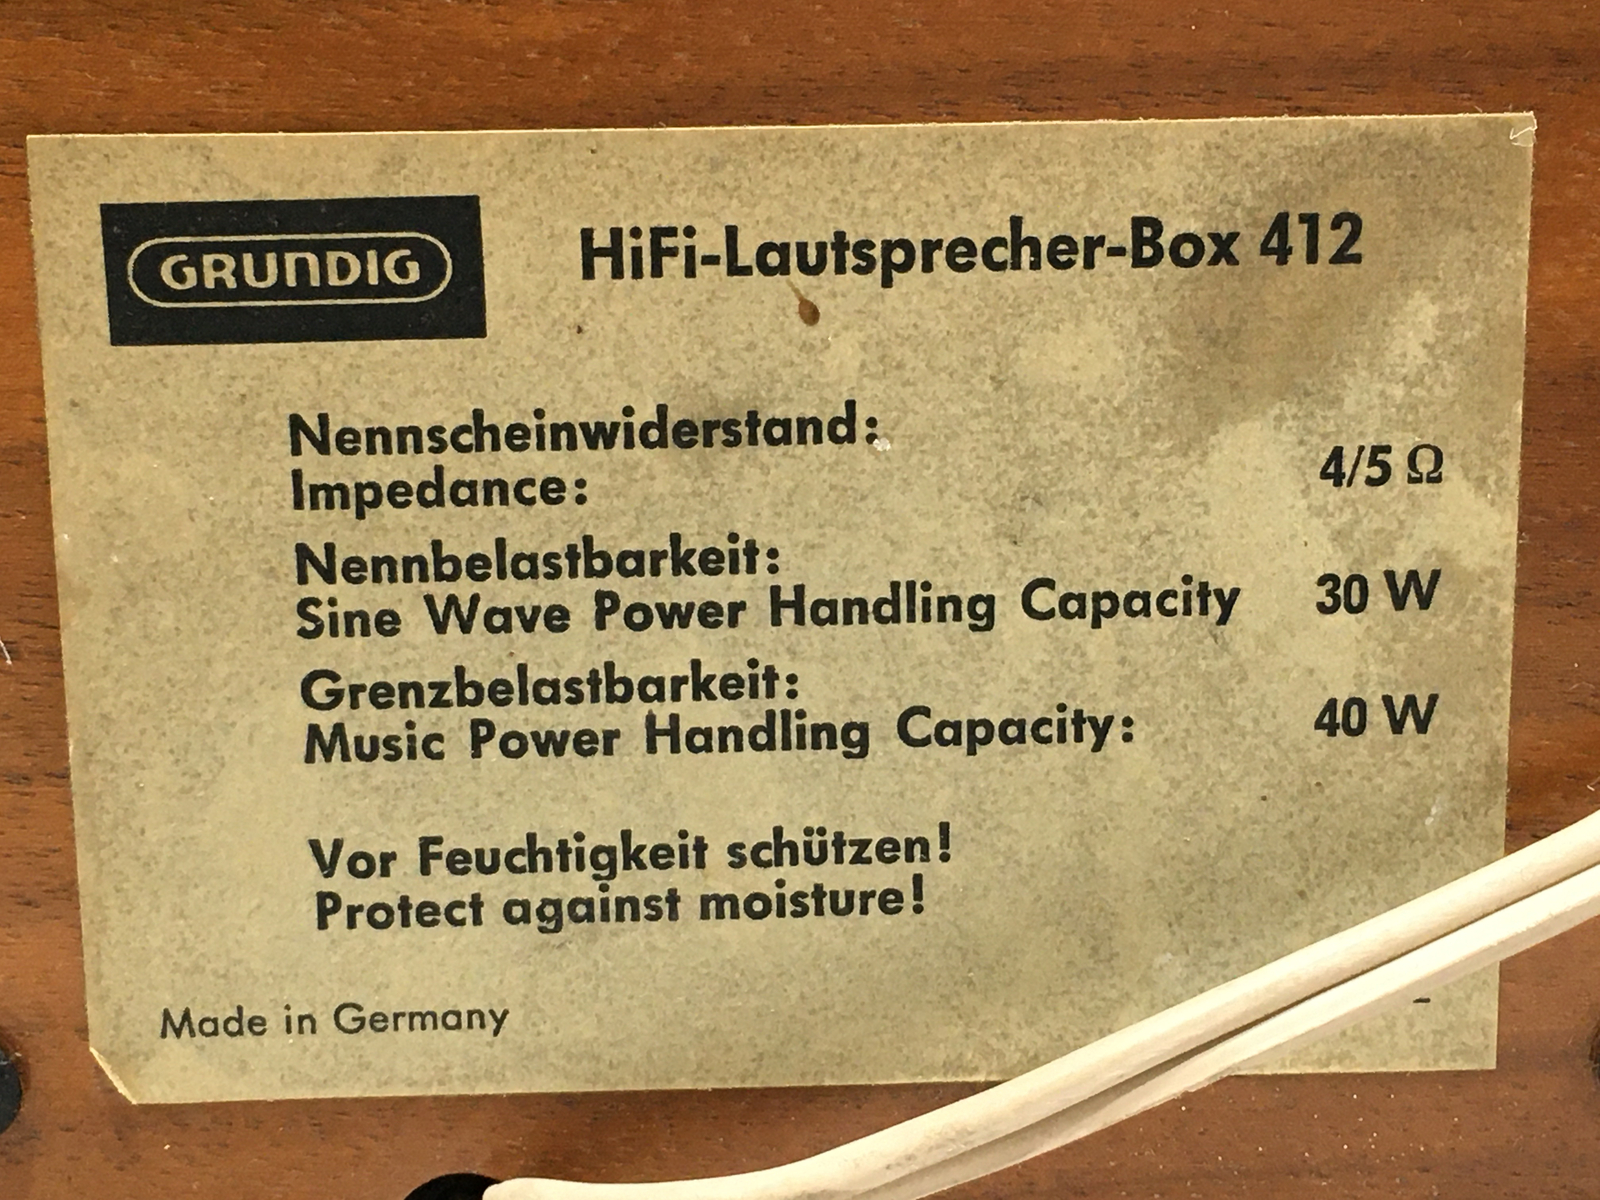 GRUNDIG
HiFi-Lautsprecher-Box 412
Nennscheinwiderstand:
Impedance: 4/5 Ω
Nennbelastbarkeit:
Sine Wave Power Handling Capacity 30 W
Grenzbelastbarkeit:
Music Power Handling Capacity: 40 W
Vor Feuchtigkeit schützen!
Protect against moisture!
Made in Germany